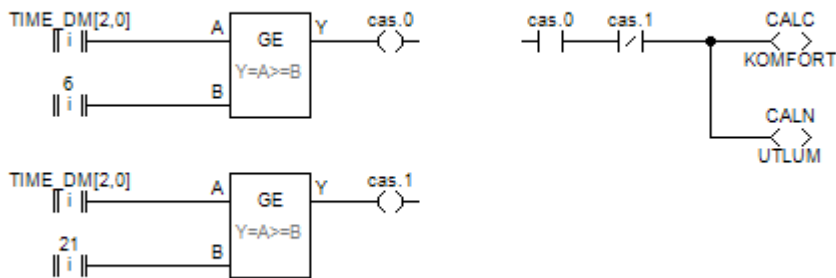 TIME_DM[2,0]
i
A
GE
Y
Y=A>=B
cas.0
6
i
B
cas.0
cas.1
CALC
KOMFORT
CALN
UTLUM
TIME_DM[2,0]
i
A
GE
Y
Y=A>=B
cas.1
21
i
B